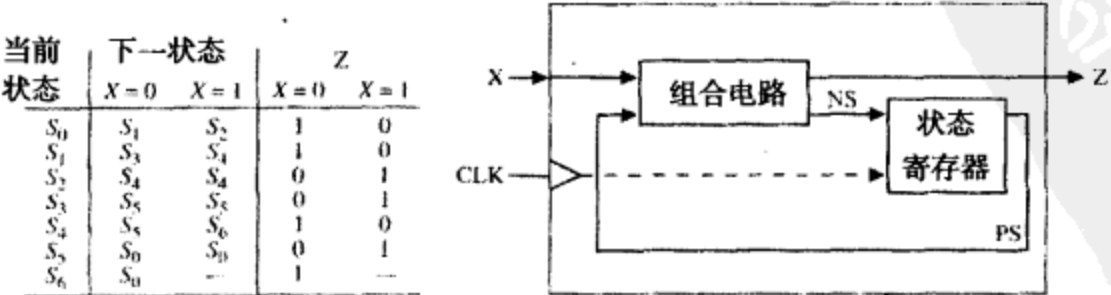 当前 下一状态 Z
状态 X = 0 X = 1 X = 0 X = 1
S₀ S₁ S₂ 1 0
S₁ S₃ S₄ 1 0
S₂ S₄ S₄ 0 1
S₃ S₅ S₅ 0 1
S₄ S₅ S₆ 1 0
S₅ S₀ S₀ 0 1
S₆ S₀ — 1 —
X 组合电路 Z
NS
状态
寄存器
CLK
PS